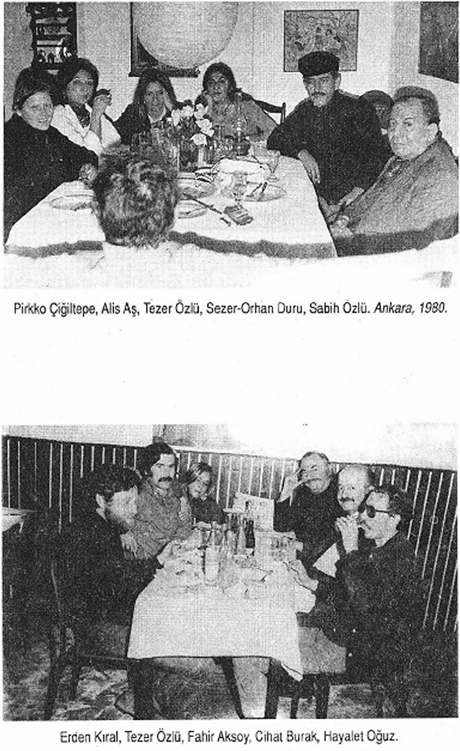 Pirkko Çiğiltepe, Alis Aş, Tezer Özlü, Sezer-Orhan Duru, Sabih Özlü. Ankara, 1980.
Erden Kıral, Tezer Özlü, Fahir Aksoy, Cihat Burak, Hayalet Oğuz.